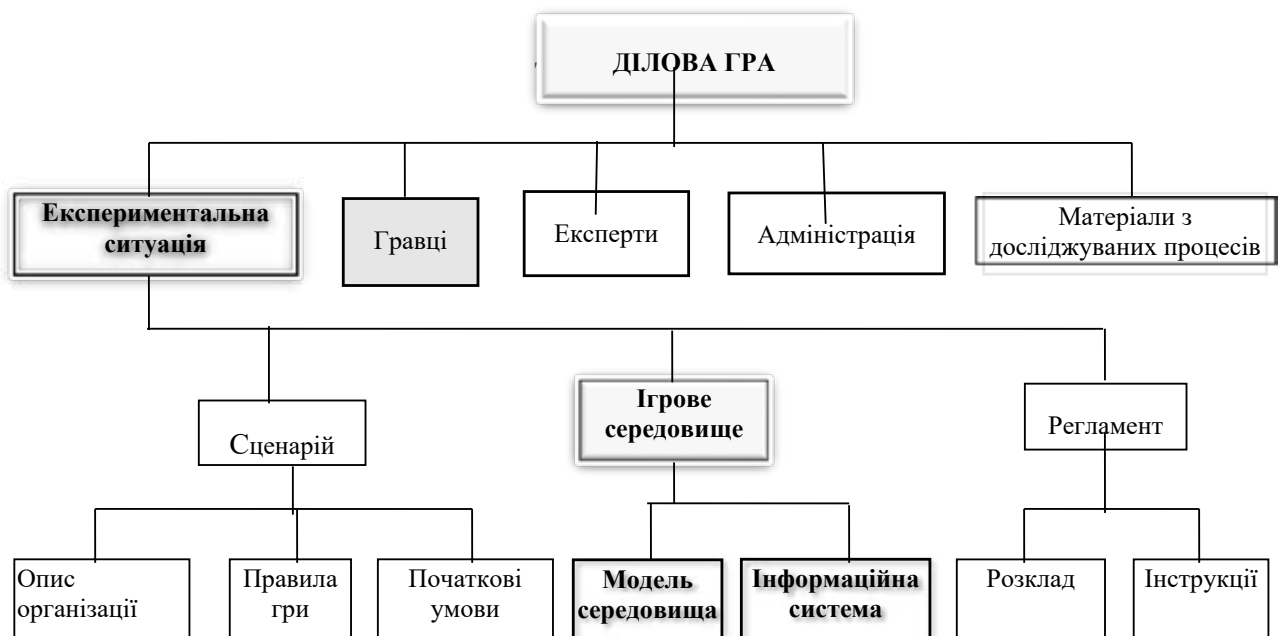 ДІЛОВА ГРА
Експериментальна
ситуація
Гравці
Експерти
Адміністрація
Матеріали з
досліджуваних процесів
Сценарій
Ігрове
середовище
Регламент
Опис
організації
Правила
гри
Початкові
умови
Модель
середовища
Інформаційна
система
Розклад
Інструкції